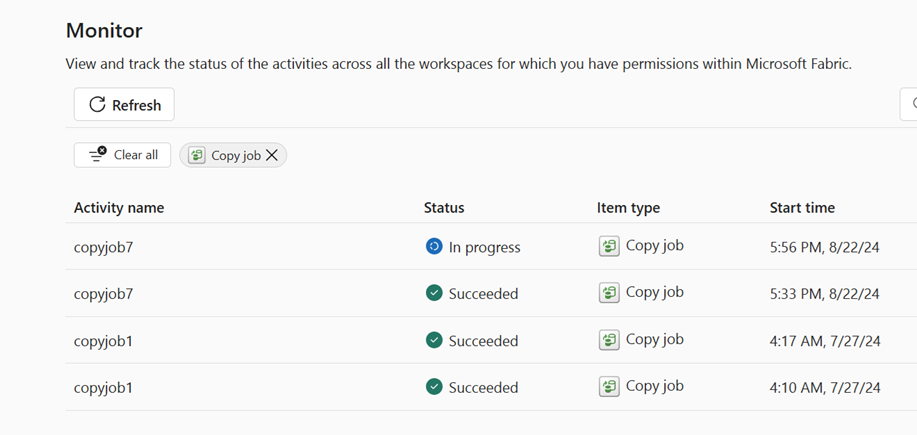 Monitor
View and track the status of the activities across all the workspaces for which you have permissions within Microsoft Fabric.
Refresh
Clear all Copy job
Activity name Status Item type Start time
copyjob7 In progress Copy job 5:56 PM, 8/22/24
copyjob7 Succeeded Copy job 5:33 PM, 8/22/24
copyjob1 Succeeded Copy job 4:17 AM, 7/27/24
copyjob1 Succeeded Copy job 4:10 AM, 7/27/24